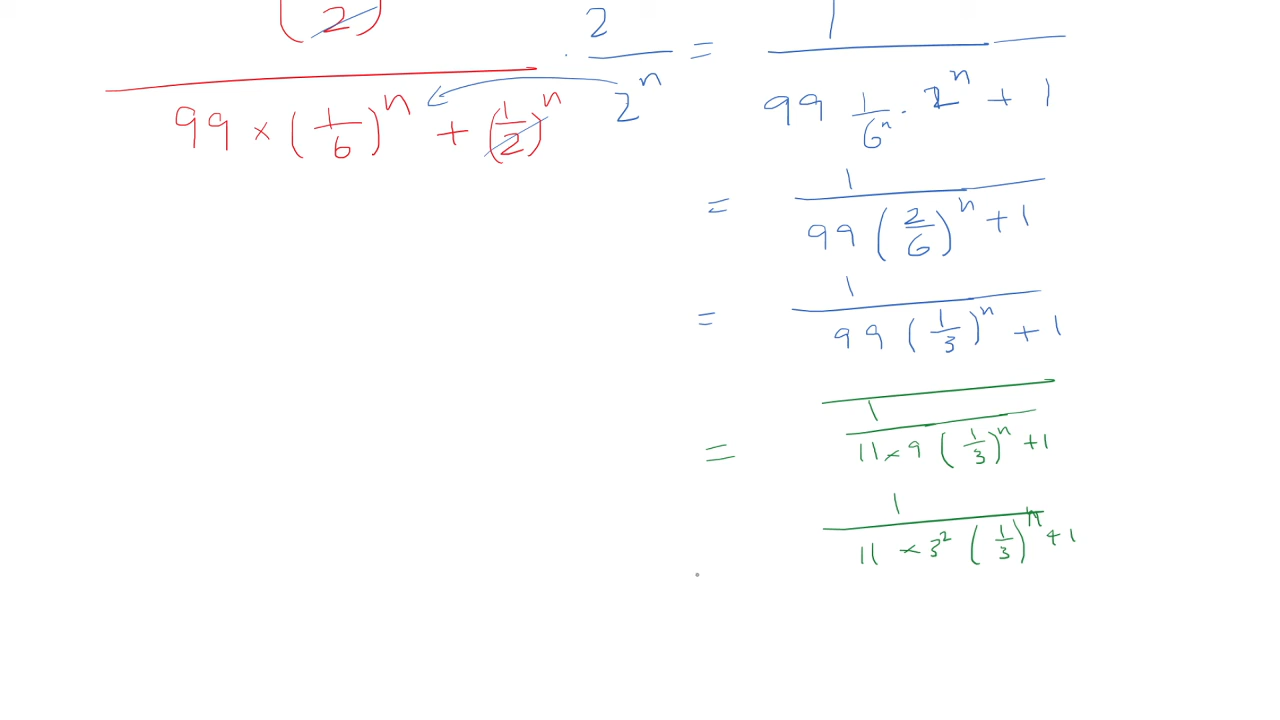 (2) / 99 × (1/6)^n + (1/2)^n · 2 / 2^n = 1 / 99 1/6^n · 2^n + 1
= 1 / 99 (2/6)^n + 1
= 1 / 99 (1/3)^n + 1
= 1 / 11 × 9 (1/3)^n + 1
1 / 11 × 3^2 (1/3)^n + 1